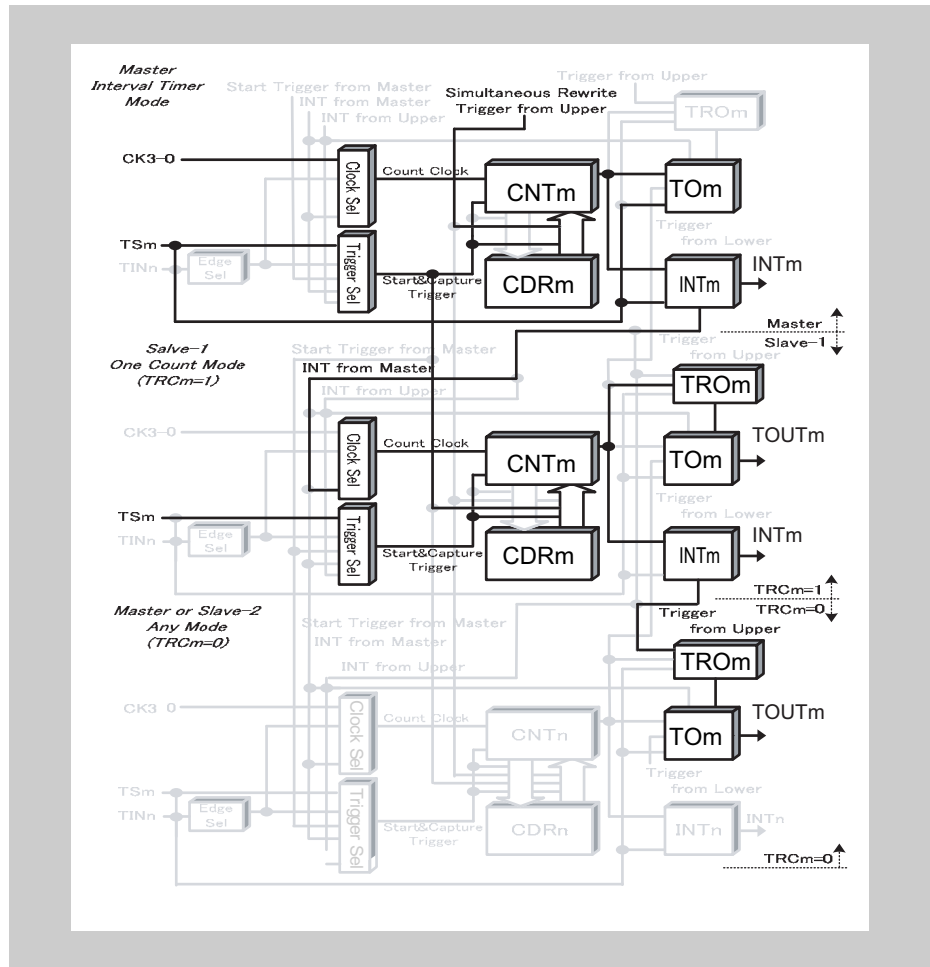 Master
Interval Timer
Mode
Start Trigger from Master
INT from Master
INT from Upper
Simultaneous Rewrite
Trigger from Upper
Trigger from Upper
TROm
CK3-0
Clock Sel
Count Clock
CNTm
TOm
Trigger
from Lower
TSm
TINn
Edge
Sel
Trigger Sel
Start&Capture
Trigger
CDRm
INTm
INTm
Master
Slave-1
Salve-1
One Count Mode
(TRCm=1)
Start Trigger from Master
INT from Master
INT from Upper
Trigger
from Upper
TROm
CK3-0
Clock Sel
Count Clock
CNTm
TOm
TOUTm
Trigger
from Lower
TSm
TINn
Edge
Sel
Trigger Sel
Start&Capture
Trigger
CDRm
INTm
INTm
TRCm=1
TRCm=0
Master or Slave-2
Any Mode
(TRCm=0)
Start Trigger from Master
INT from Master
INT from Upper
Trigger
from Upper
TROm
CK3 0
Clock Sel
Count Clock
CNTn
TOm
TOUTm
Trigger
from Lower
TSm
TINn
Edge
Sel
Trigger Sel
Start&Capture
Trigger
CDRn
INTn
INTn
TRCm=0